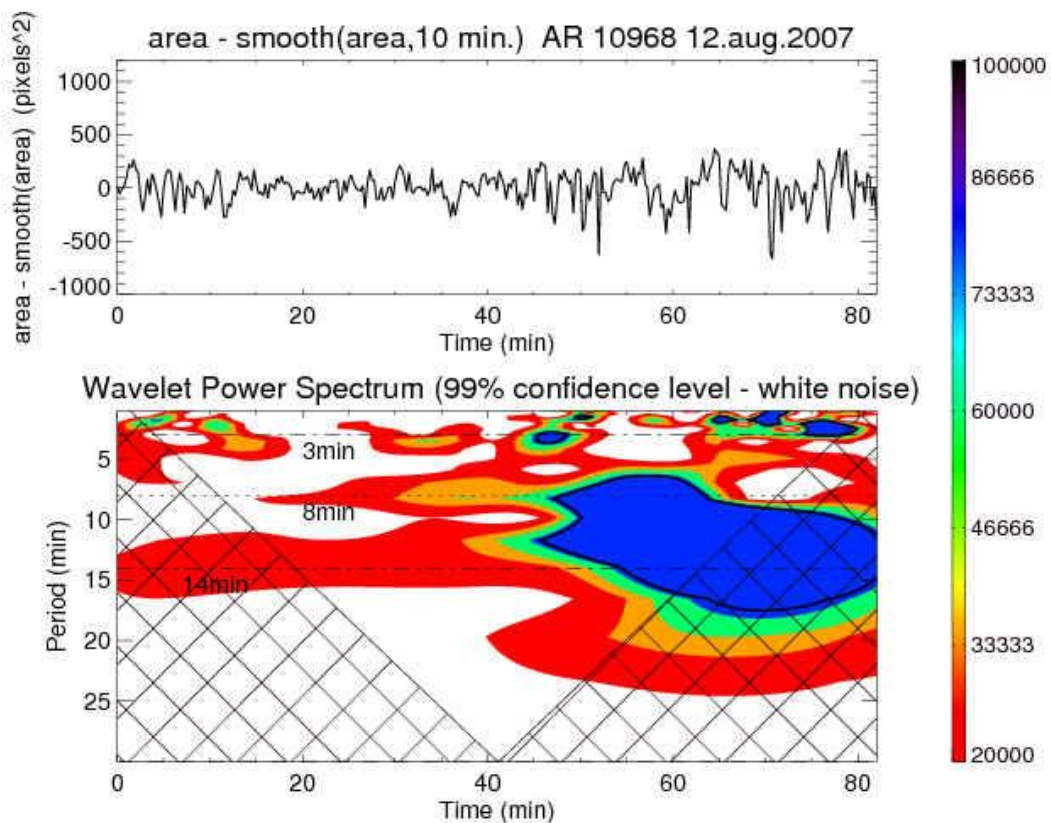 area - smooth(area,10 min.) AR 10968 12.aug.2007
area - smooth(area) (pixels^2)
1000
500
0
-500
-1000
0 20 40 60 80
Time (min)
Wavelet Power Spectrum (99% confidence level - white noise)
Period (min)
5
10
15
20
25
3min
8min
14min
0 20 40 60 80
Time (min)
100000
86666
73333
60000
46666
33333
20000